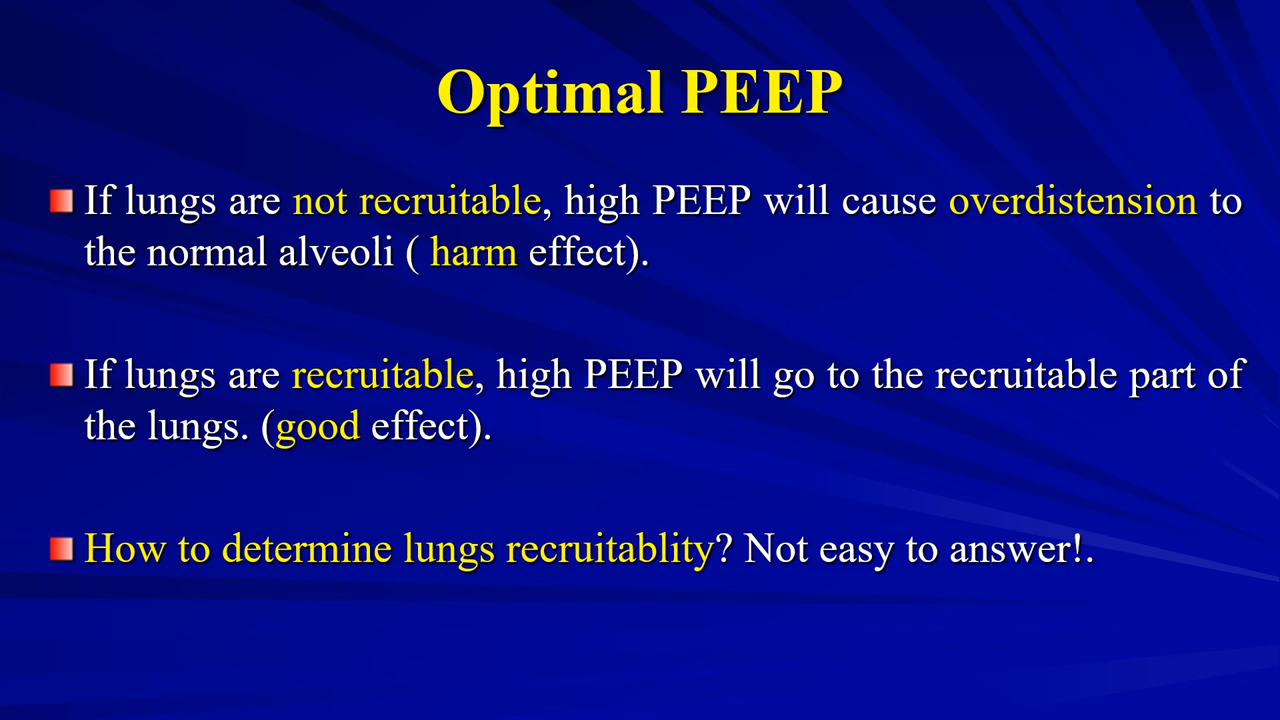 Optimal PEEP
If lungs are not recruitable, high PEEP will cause overdistension to
the normal alveoli ( harm effect).
If lungs are recruitable, high PEEP will go to the recruitable part of
the lungs. (good effect).
How to determine lungs recruitablity? Not easy to answer!.